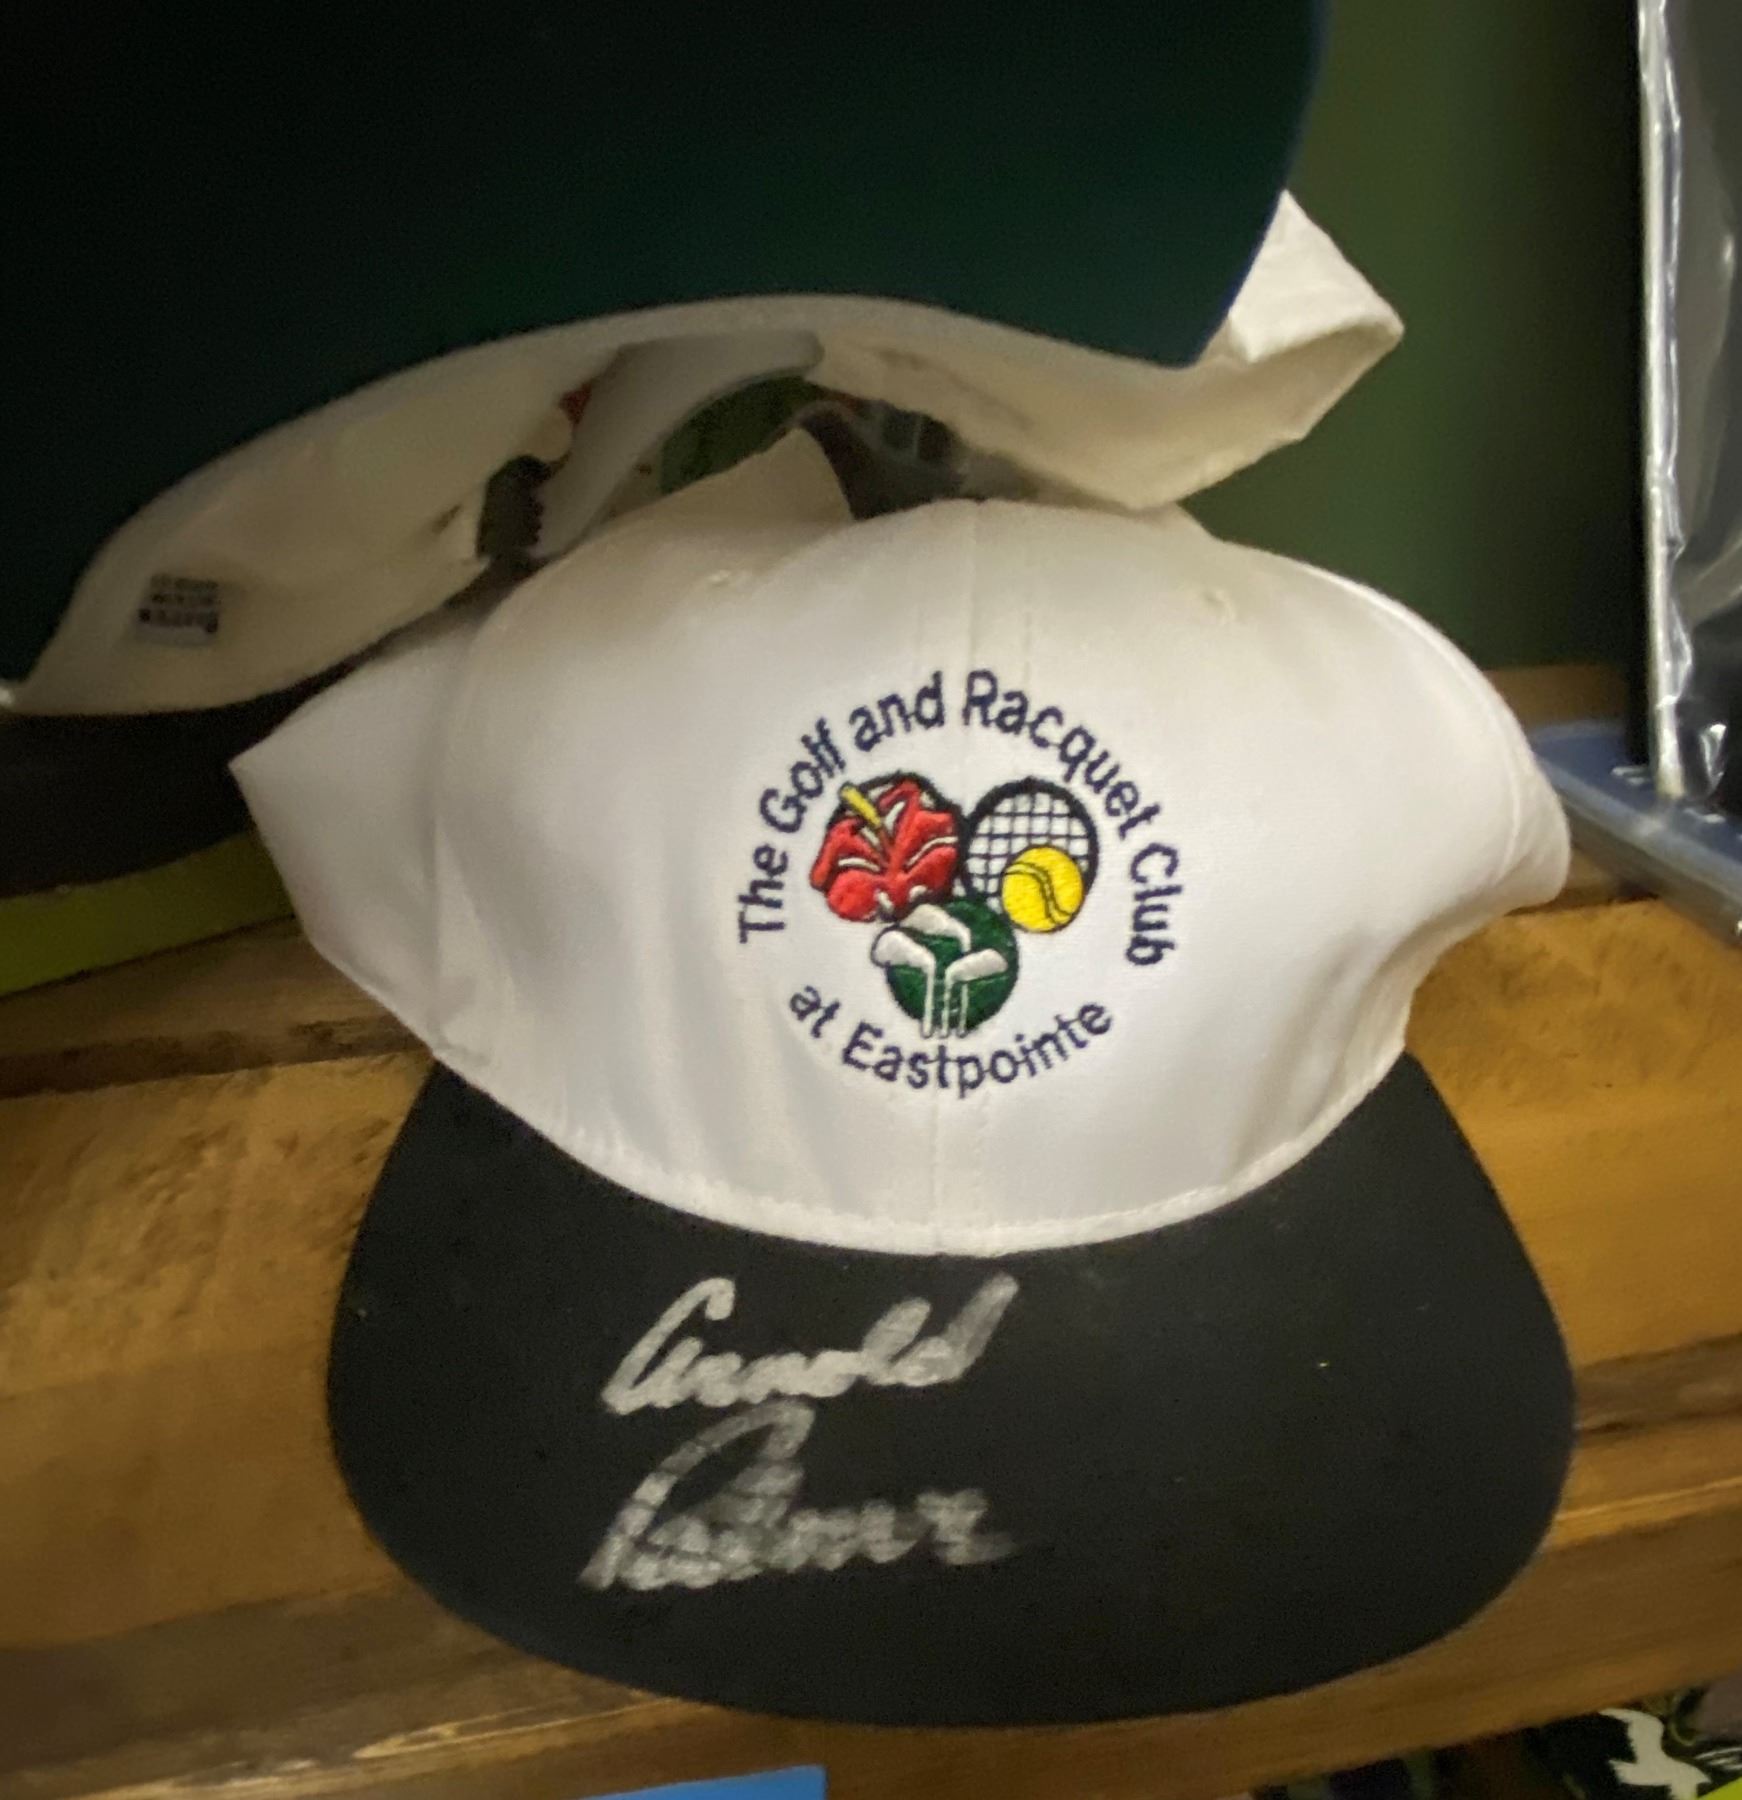 The Golf and Racquet Club
at Eastpointe
Arnold
Palmer